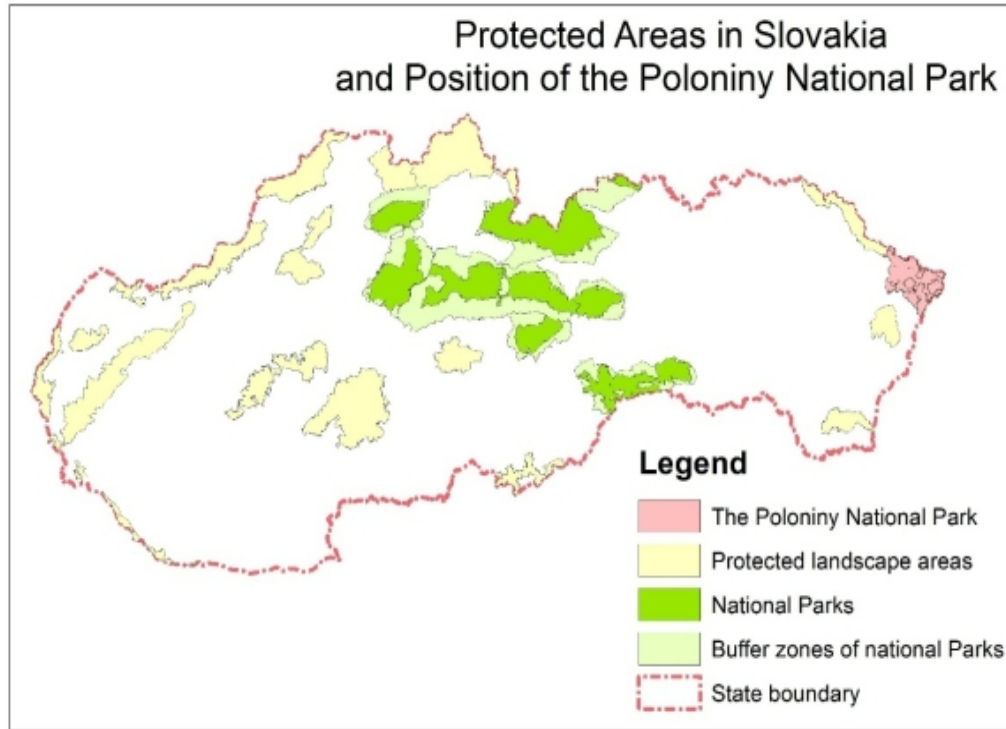 Protected Areas in Slovakia
and Position of the Poloniny National Park
Legend
The Poloniny National Park
Protected landscape areas
National Parks
Buffer zones of national Parks
State boundary